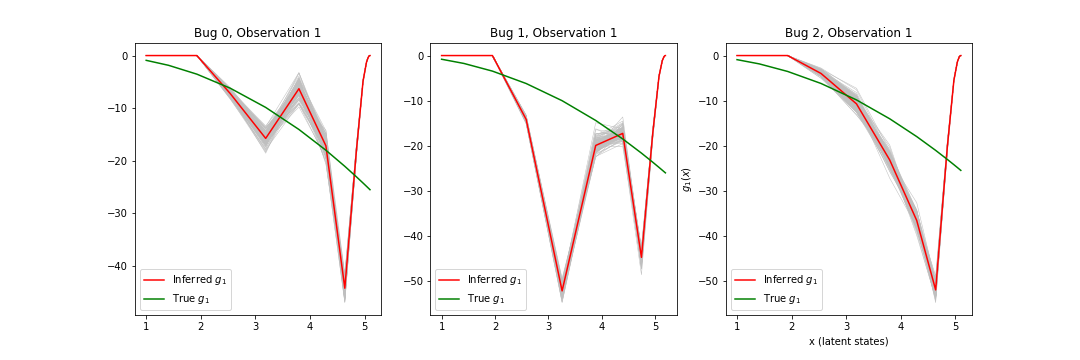 Bug 0, Observation 1
0
−10
−20
−30
−40
1 2 3 4 5
Inferred g₁
True g₁
Bug 1, Observation 1
0
−10
−20
−30
−40
−50
1 2 3 4 5
Inferred g₁
True g₁
Bug 2, Observation 1
g₁(x)
0
−10
−20
−30
−40
−50
1 2 3 4 5
x (latent states)
Inferred g₁
True g₁